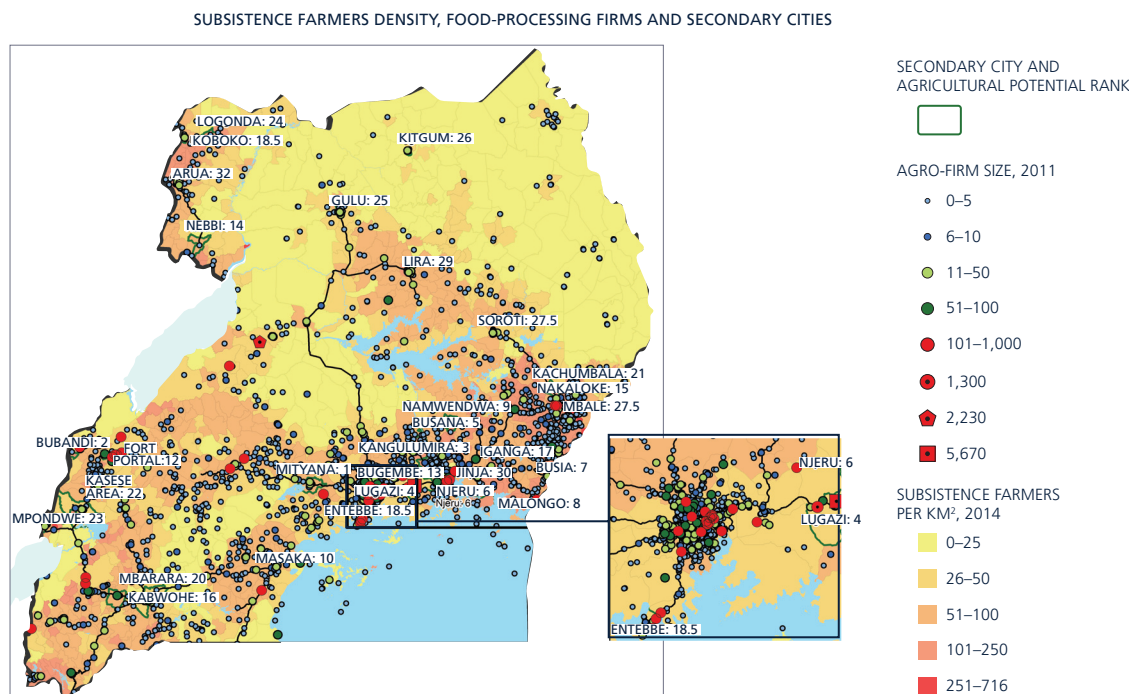 SUBSISTENCE FARMERS DENSITY, FOOD-PROCESSING FIRMS AND SECONDARY CITIES
LOGONDA: 24
KOBOKO: 18.5
KITGUM: 26
ARUA: 32
GULU: 25
NEBBI: 14
LIRA: 29
SOROTI: 27.5
KACHUMBALA: 21
NAKALOKE: 15
NAMWENDWA: 9
MBALE: 27.5
BUSANA: 5
BUBANDI: 2
FORT
PORTAL:12
KANGULUMIRA: 3
IGANGA: 17
KASESE
AREA: 22
MITYANA: 1
BUGEMBE: 13
JINJA: 30
BUSIA: 7
LUGAZI: 4
NJERU: 6
Njeru: 6
MALONGO: 8
MPONDWE: 23
ENTEBBE: 18.5
MASAKA: 10
MBARARA: 20
KABWOHE: 16
NJERU: 6
LUGAZI: 4
ENTEBBE: 18.5
SECONDARY CITY AND
AGRICULTURAL POTENTIAL RANK
AGRO-FIRM SIZE, 2011
0–5
6–10
11–50
51–100
101–1,000
1,300
2,230
5,670
SUBSISTENCE FARMERS
PER KM², 2014
0–25
26–50
51–100
101–250
251–716